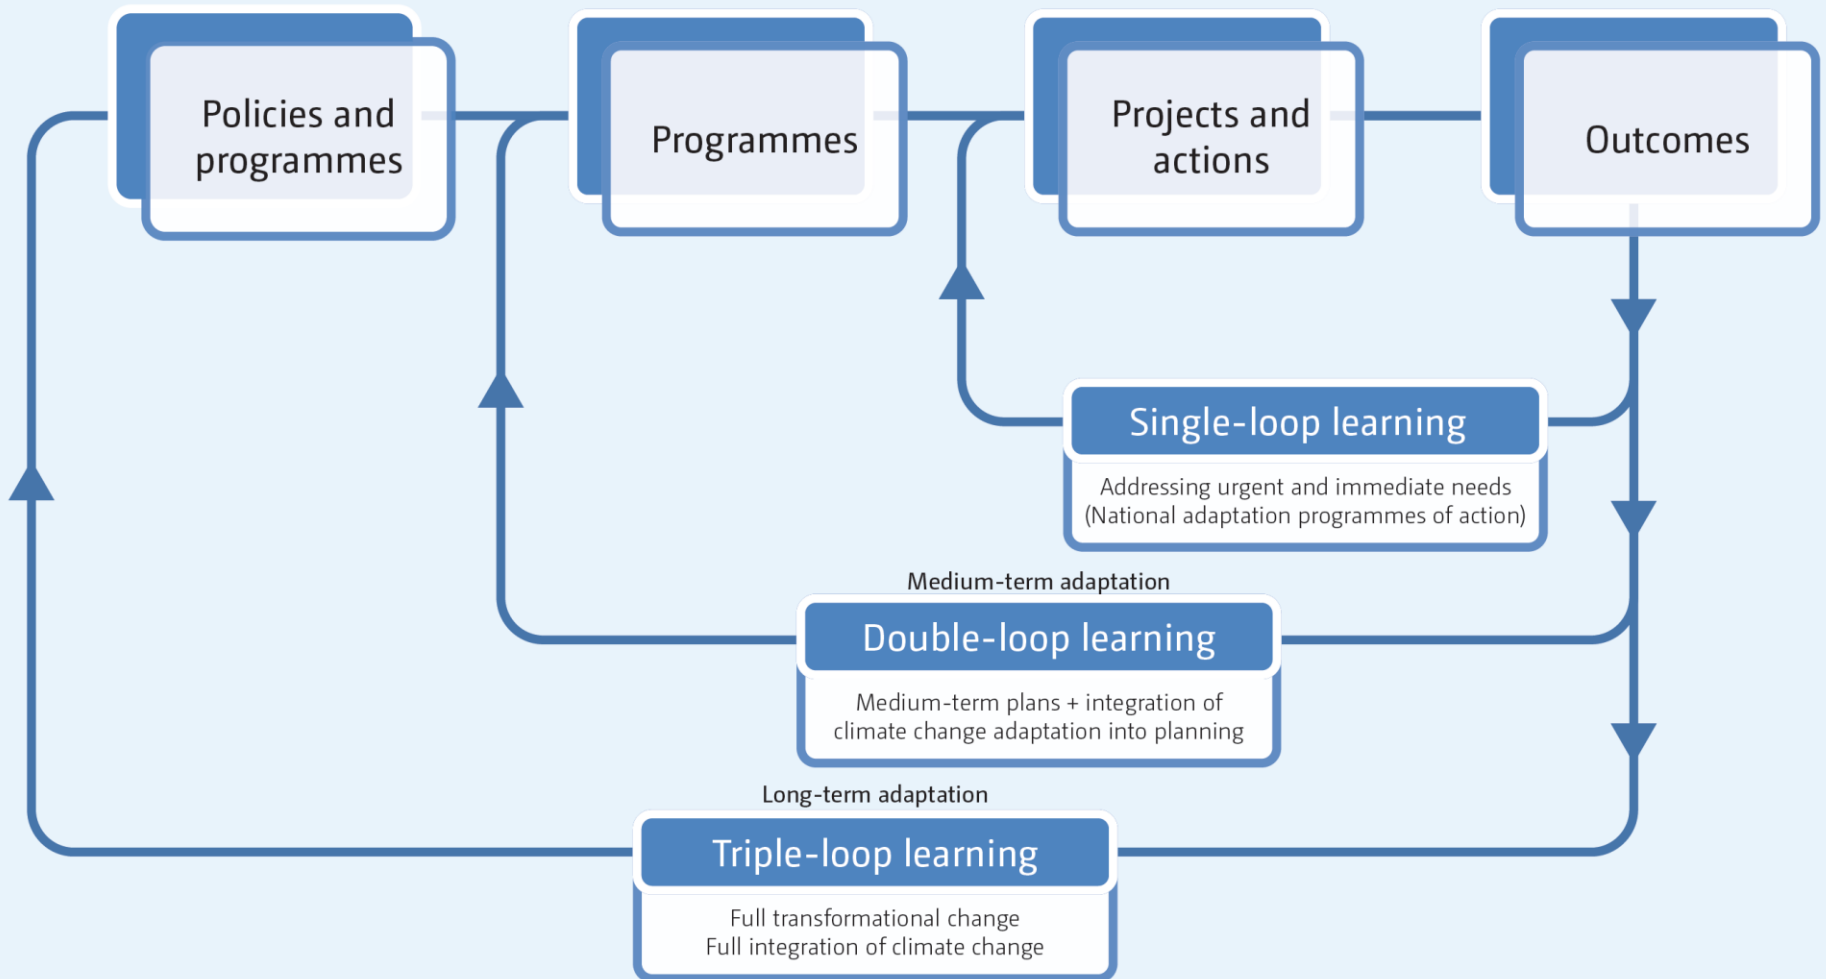 Policies and
programmes
Programmes
Projects and
actions
Outcomes
Single-loop learning
Addressing urgent and immediate needs
(National adaptation programmes of action)
Medium-term adaptation
Double-loop learning
Medium-term plans + integration of
climate change adaptation into planning
Long-term adaptation
Triple-loop learning
Full transformational change
Full integration of climate change